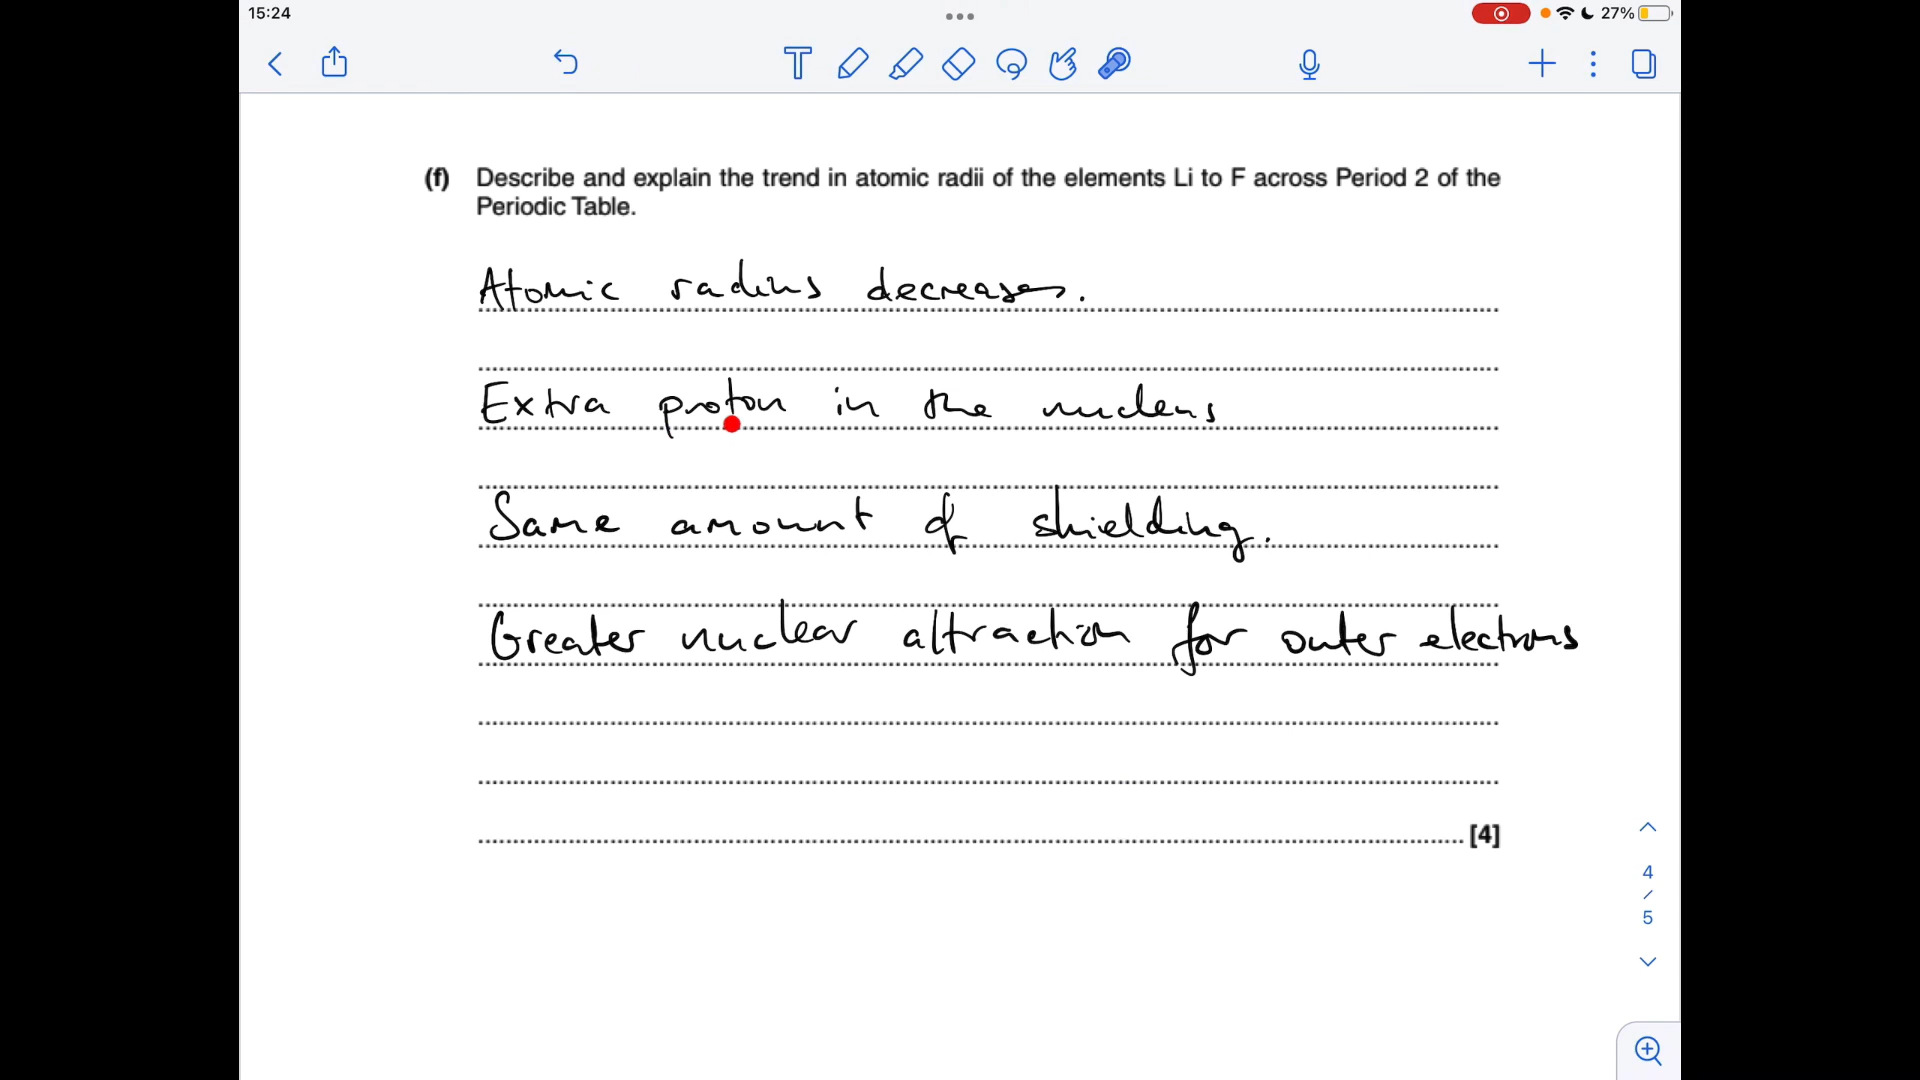 15:24
27%
(f) Describe and explain the trend in atomic radii of the elements Li to F across Period 2 of the
Periodic Table.
Atomic radius decreases.
Extra proton in the nucleus
Same amount of shielding.
Greater nuclear attraction for outer electrons
[4]
4
/
5